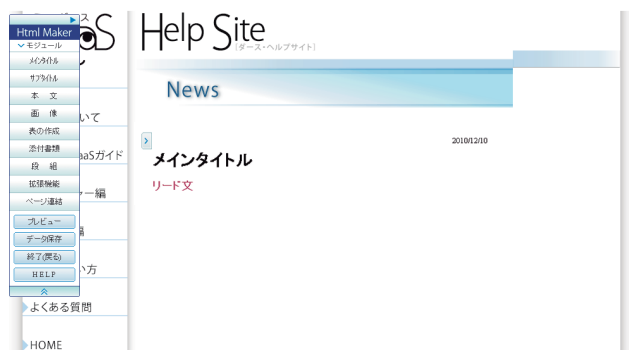 Html Maker
モジュール
メインタイトル
サブタイトル
本 文
画 像
表の作成
添付書類
段 組
拡張機能
ページ連結
プレビュー
データ保存
終了(戻る)
HELP
aaS
ス
いて
aaSガイド
ー編
編
い方
よくある質問
HOME
Help Site
[ダース・ヘルプサイト]
News
2010/12/10
メインタイトル
リード文